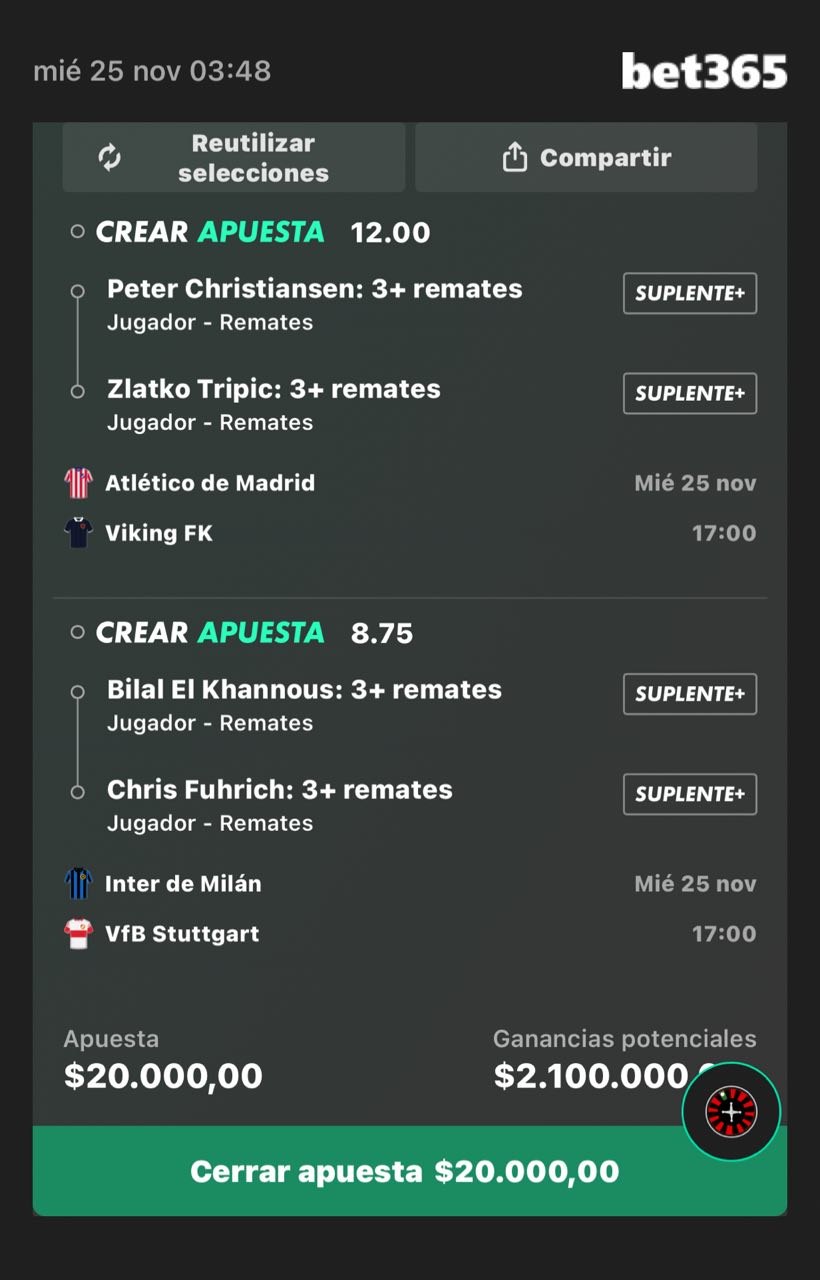 mié 25 nov 03:48
bet365
Reutilizar
selecciones
Compartir
CREAR APUESTA 12.00
Peter Christiansen: 3+ remates
SUPLENTE+
Jugador - Remates
Zlatko Tripic: 3+ remates
SUPLENTE+
Jugador - Remates
Atlético de Madrid
Mié 25 nov
Viking FK
17:00
CREAR APUESTA 8.75
Bilal El Khannous: 3+ remates
SUPLENTE+
Jugador - Remates
Chris Fuhrich: 3+ remates
SUPLENTE+
Jugador - Remates
Inter de Milán
Mié 25 nov
VfB Stuttgart
17:00
Apuesta
Ganancias potenciales
$20.000,00
$2.100.000
Cerrar apuesta $20.000,00